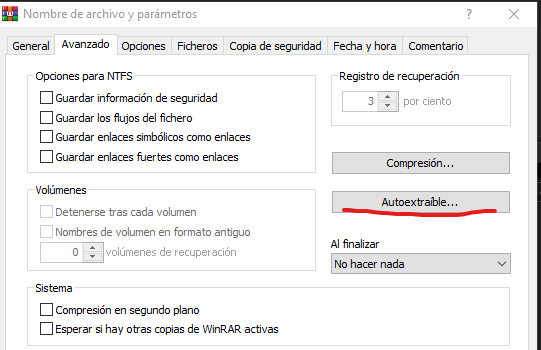 Nombre de archivo y parámetros
General Avanzado Opciones Ficheros Copia de seguridad Fecha y hora Comentario
Opciones para NTFS
Guardar información de seguridad
Guardar los flujos del fichero
Guardar enlaces simbólicos como enlaces
Guardar enlaces fuertes como enlaces
Registro de recuperación
3 por ciento
Compresión...
Volúmenes
Detenerse tras cada volumen
Nombres de volumen en formato antiguo
0 volúmenes de recuperación
Autoextraíble...
Al finalizar
No hacer nada
Sistema
Compresión en segundo plano
Esperar si hay otras copias de WinRAR activas